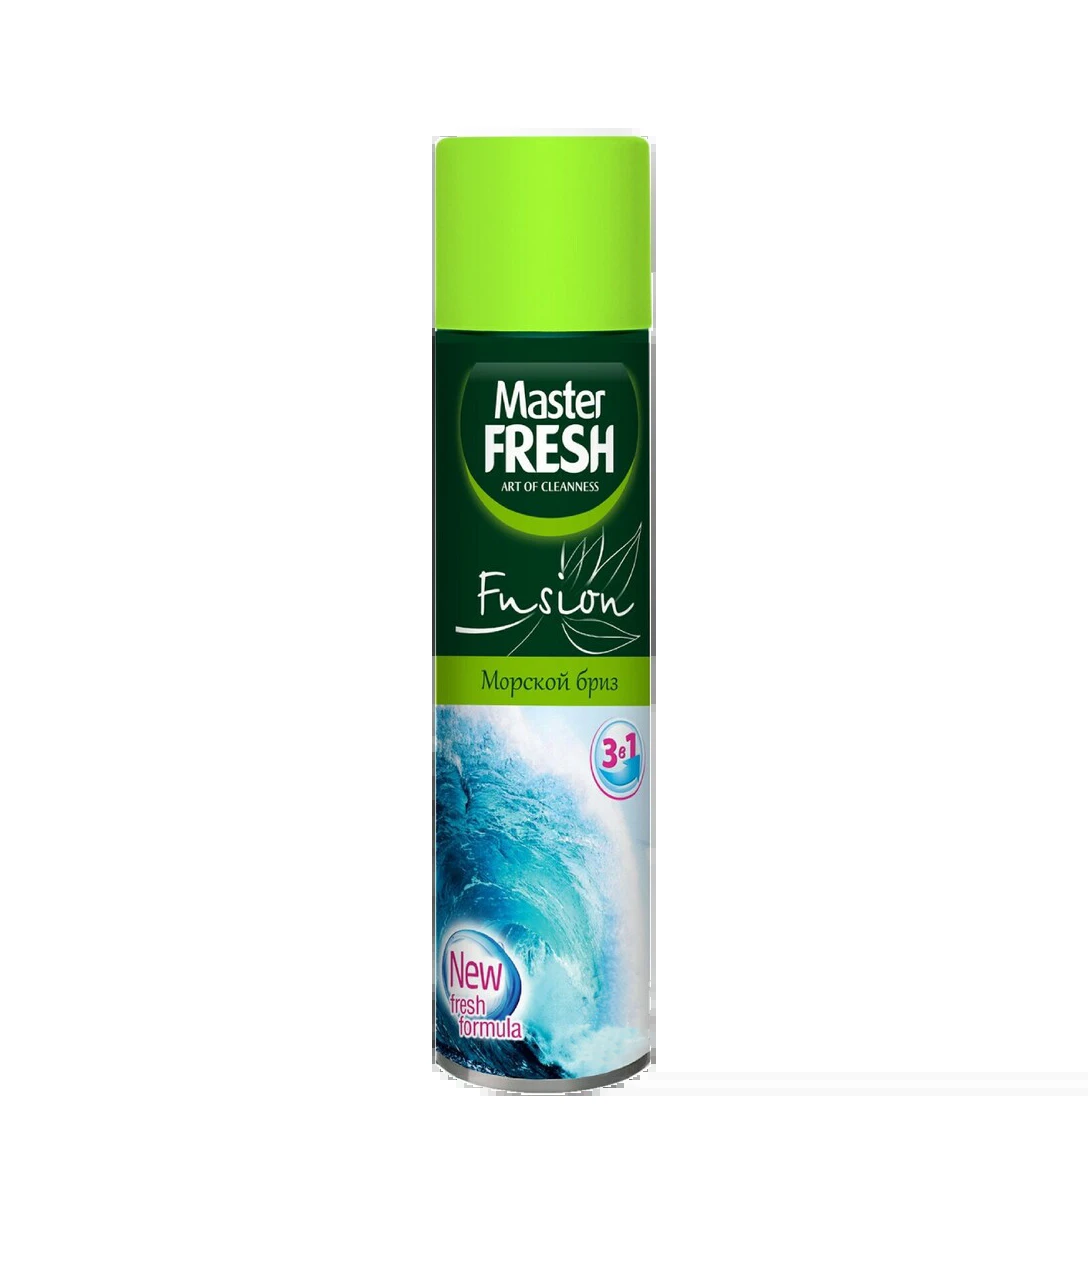 Master
FRESH
ART OF CLEANNESS
Fusion
Морской бриз
3в1
New
fresh
formula